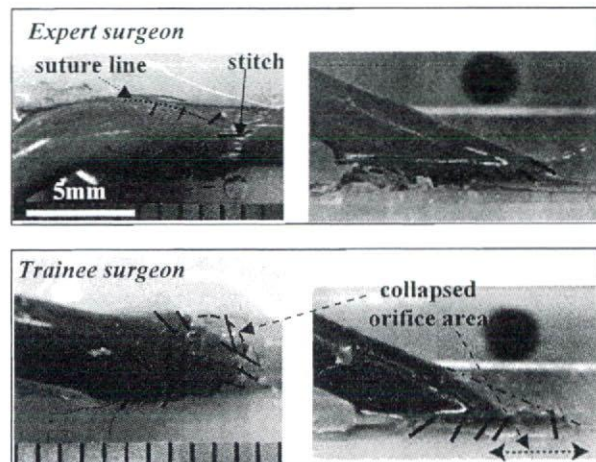 Expert surgeon
suture line
stitch
5mm
Trainee surgeon
collapsed
orifice area